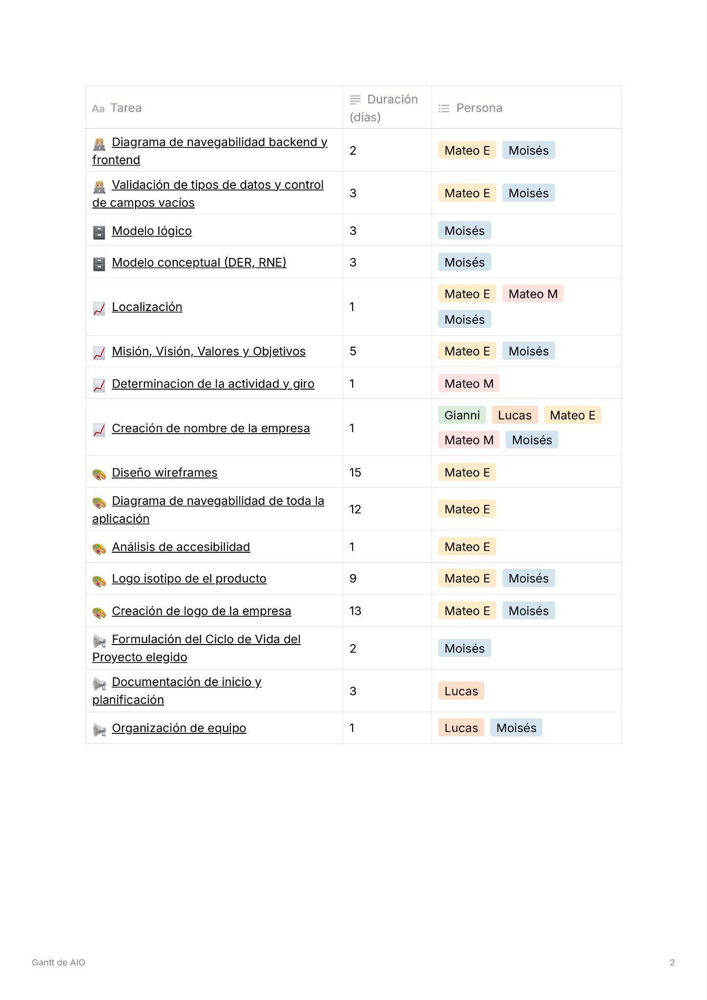 Aa Tarea
Duración
(días)
Persona
Diagrama de navegabilidad backend y
frontend
2
Mateo E Moisés
Validación de tipos de datos y control
de campos vacíos
3
Mateo E Moisés
Modelo lógico
3
Moisés
Modelo conceptual (DER, RNE)
3
Moisés
Localización
1
Mateo E Mateo M
Moisés
Misión, Visión, Valores y Objetivos
5
Mateo E Moisés
Determinacion de la actividad y giro
1
Mateo M
Creación de nombre de la empresa
1
Gianni Lucas Mateo E
Mateo M Moisés
Diseño wireframes
15
Mateo E
Diagrama de navegabilidad de toda la
aplicación
12
Mateo E
Análisis de accesibilidad
1
Mateo E
Logo isotipo de el producto
9
Mateo E Moisés
Creación de logo de la empresa
13
Mateo E Moisés
Formulación del Ciclo de Vida del
Proyecto elegido
2
Moisés
Documentación de inicio y
planificación
3
Lucas
Organización de equipo
1
Lucas Moisés
Gantt de AIO
2